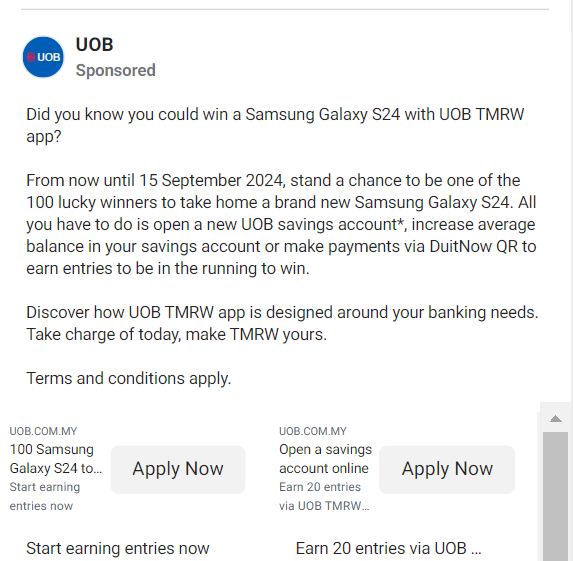 UOB
UOB
Sponsored
Did you know you could win a Samsung Galaxy S24 with UOB TMRW
app?
From now until 15 September 2024, stand a chance to be one of the
100 lucky winners to take home a brand new Samsung Galaxy S24. All
you have to do is open a new UOB savings account*, increase average
balance in your savings account or make payments via DuitNow QR to
earn entries to be in the running to win.
Discover how UOB TMRW app is designed around your banking needs.
Take charge of today, make TMRW yours.
Terms and conditions apply.
UOB.COM.MY
100 Samsung
Galaxy S24 to...
Start earning
entries now
Apply Now
UOB.COM.MY
Open a savings
account online
Earn 20 entries
via UOB TMRW...
Apply Now
Start earning entries now
Earn 20 entries via UOB ...